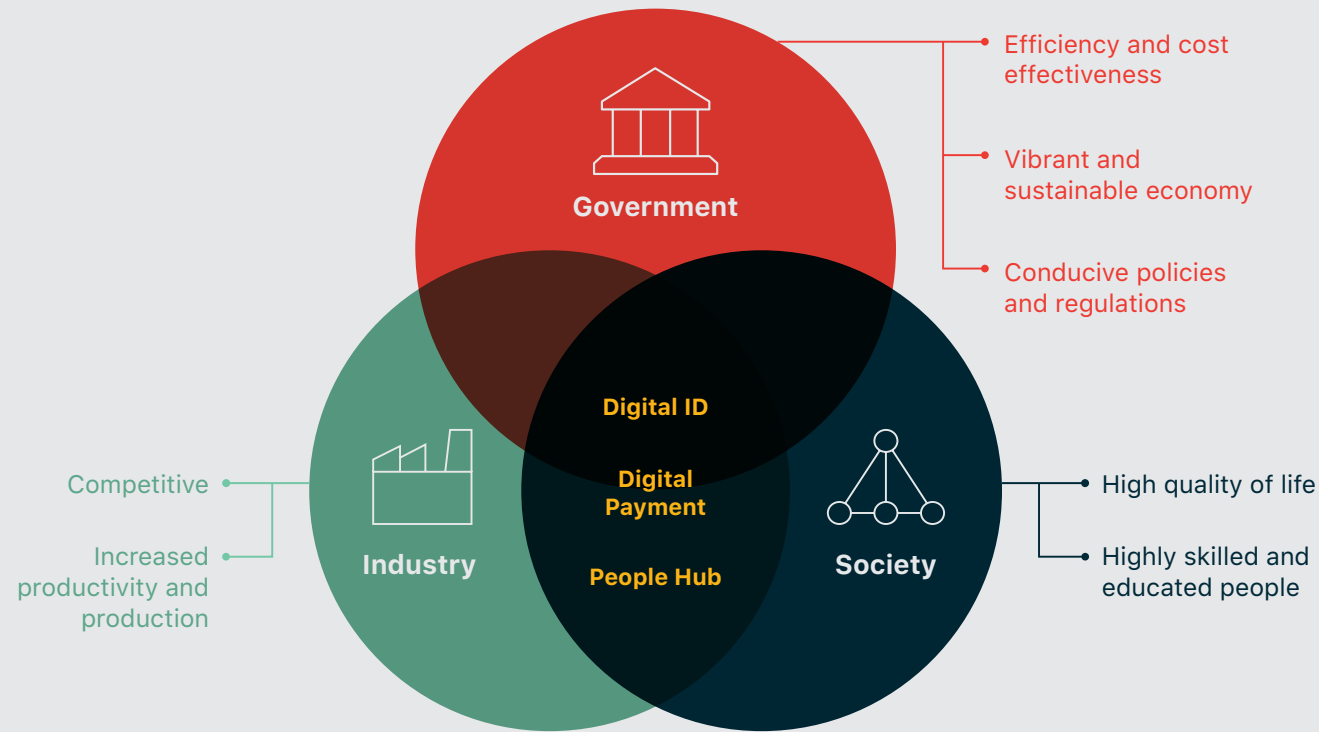 Efficiency and cost
effectiveness
Vibrant and
sustainable economy
Conducive policies
and regulations
Government
Digital ID
Digital
Payment
People Hub
Competitive
Increased
productivity and
production
Industry
Society
High quality of life
Highly skilled and
educated people